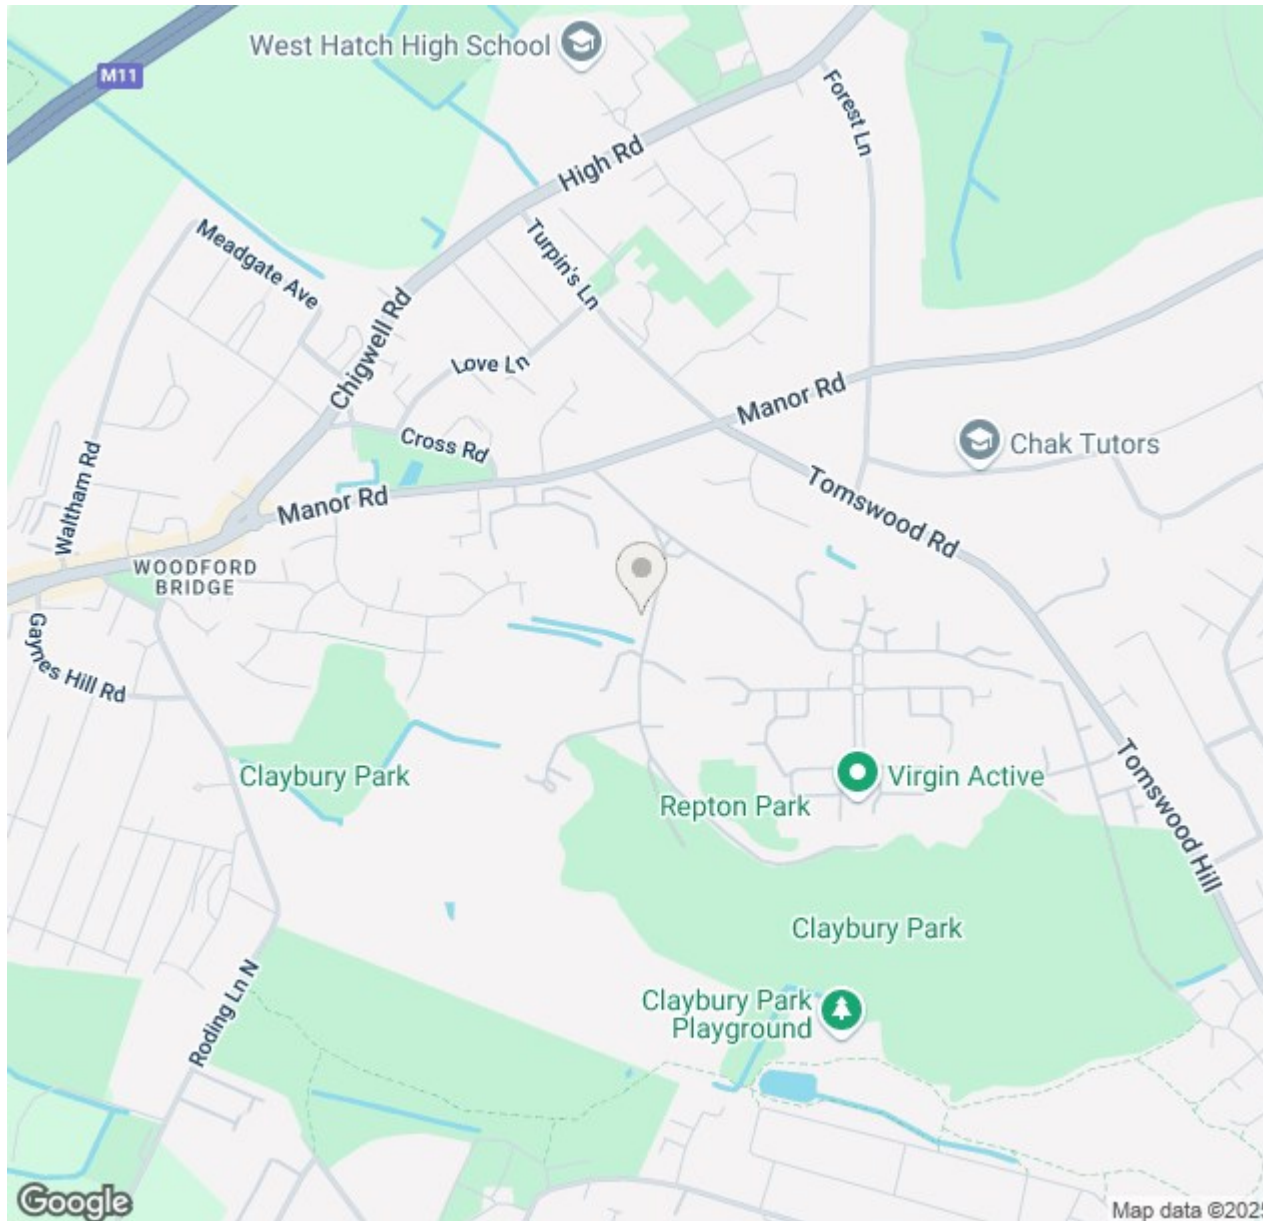 West Hatch High School
M11
Forest Ln
High Rd
Meadgate Ave
Turpin's Ln
Chigwell Rd
Love Ln
Manor Rd
Cross Rd
Chak Tutors
Waltham Rd
Manor Rd
Tomswood Rd
WOODFORD
BRIDGE
Gaynes Hill Rd
Claybury Park
Virgin Active
Repton Park
Tomswood Hill
Claybury Park
Roding Ln N
Claybury Park
Playground
Google
Map data ©2025